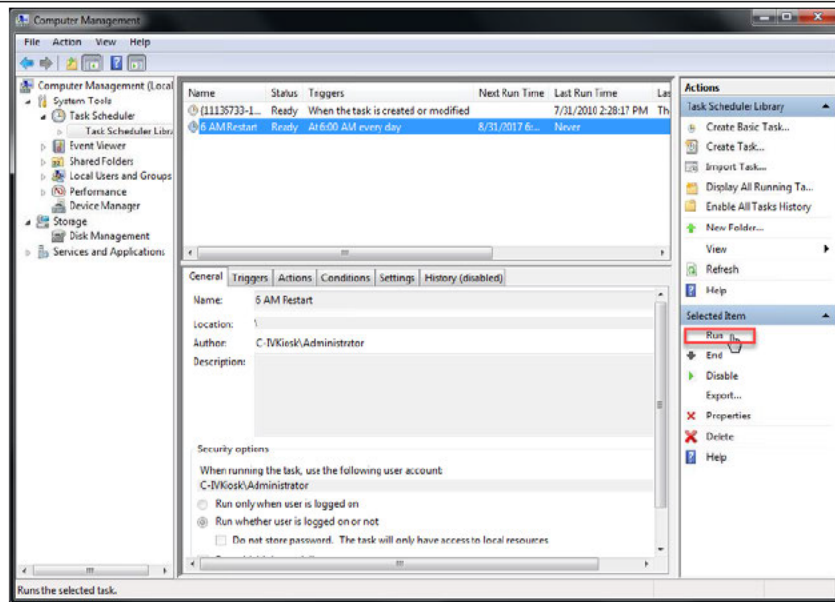 Computer Management
File Action View Help
Computer Management (Local
System Tools
Task Scheduler
Task Scheduler Libra
Event Viewer
Shared Folders
Local Users and Groups
Performance
Device Manager
Storage
Disk Management
Services and Applications
Name Status Triggers Next Run Time Last Run Time Las
{11135733-1... Ready When the task is created or modified 7/31/2010 2:28:17 PM Th
6 AM Restart Ready At 6:00 AM every day 8/31/2017 6:... Never
General Triggers Actions Conditions Settings History (disabled)
Name: 6 AM Restart
Location: \
Author: C-IVKiosk\Administrator
Description:
Security options
When running the task, use the following user account:
C-IVKiosk\Administrator
Run only when user is logged on
Run whether user is logged on or not
Do not store password. The task will only have access to local resources
Actions
Task Scheduler Library
Create Basic Task...
Create Task...
Import Task...
Display All Running Ta...
Enable All Tasks History
New Folder...
View
Refresh
Help
Selected Item
Run
End
Disable
Export...
Properties
Delete
Help
Runs the selected task.